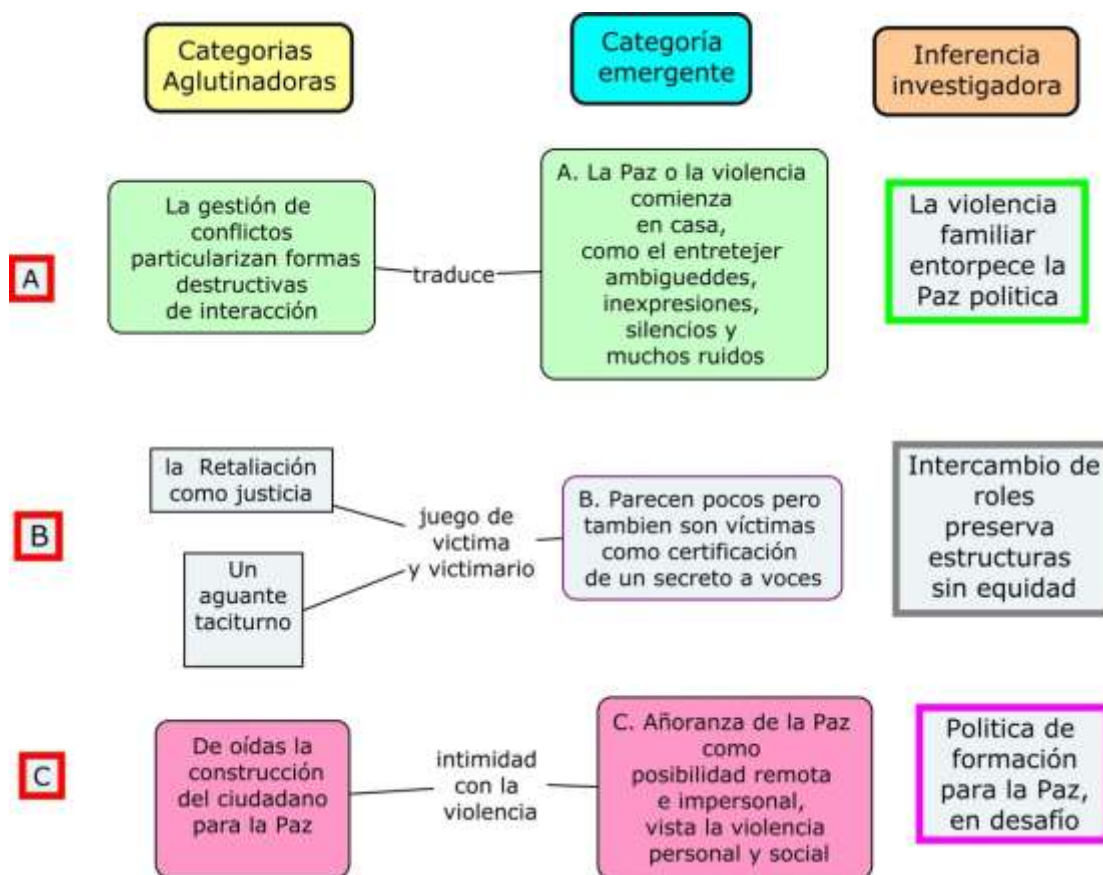 Categorias
Aglutinadoras
Categoría
emergente
Inferencia
investigadora
A
La gestión de
conflictos
particularizan formas
destructivas
de interacción
traduce
A. La Paz o la violencia
comienza
en casa,
como el entretejer
ambigueddes,
inexpresiones,
silencios y
muchos ruidos
La violencia
familiar
entorpece la
Paz politica
B
la Retaliación
como justicia
Un
aguante
taciturno
juego de
victima
y victimario
B. Parecen pocos pero
tambien son víctimas
como certificación
de un secreto a voces
Intercambio de
roles
preserva
estructuras
sin equidad
C
De oídas la
construcción
del ciudadano
para la Paz
intimidad
con la
violencia
C. Añoranza de la Paz
como
posibilidad remota
e impersonal,
vista la violencia
personal y social
Politica de
formación
para la Paz,
en desafío